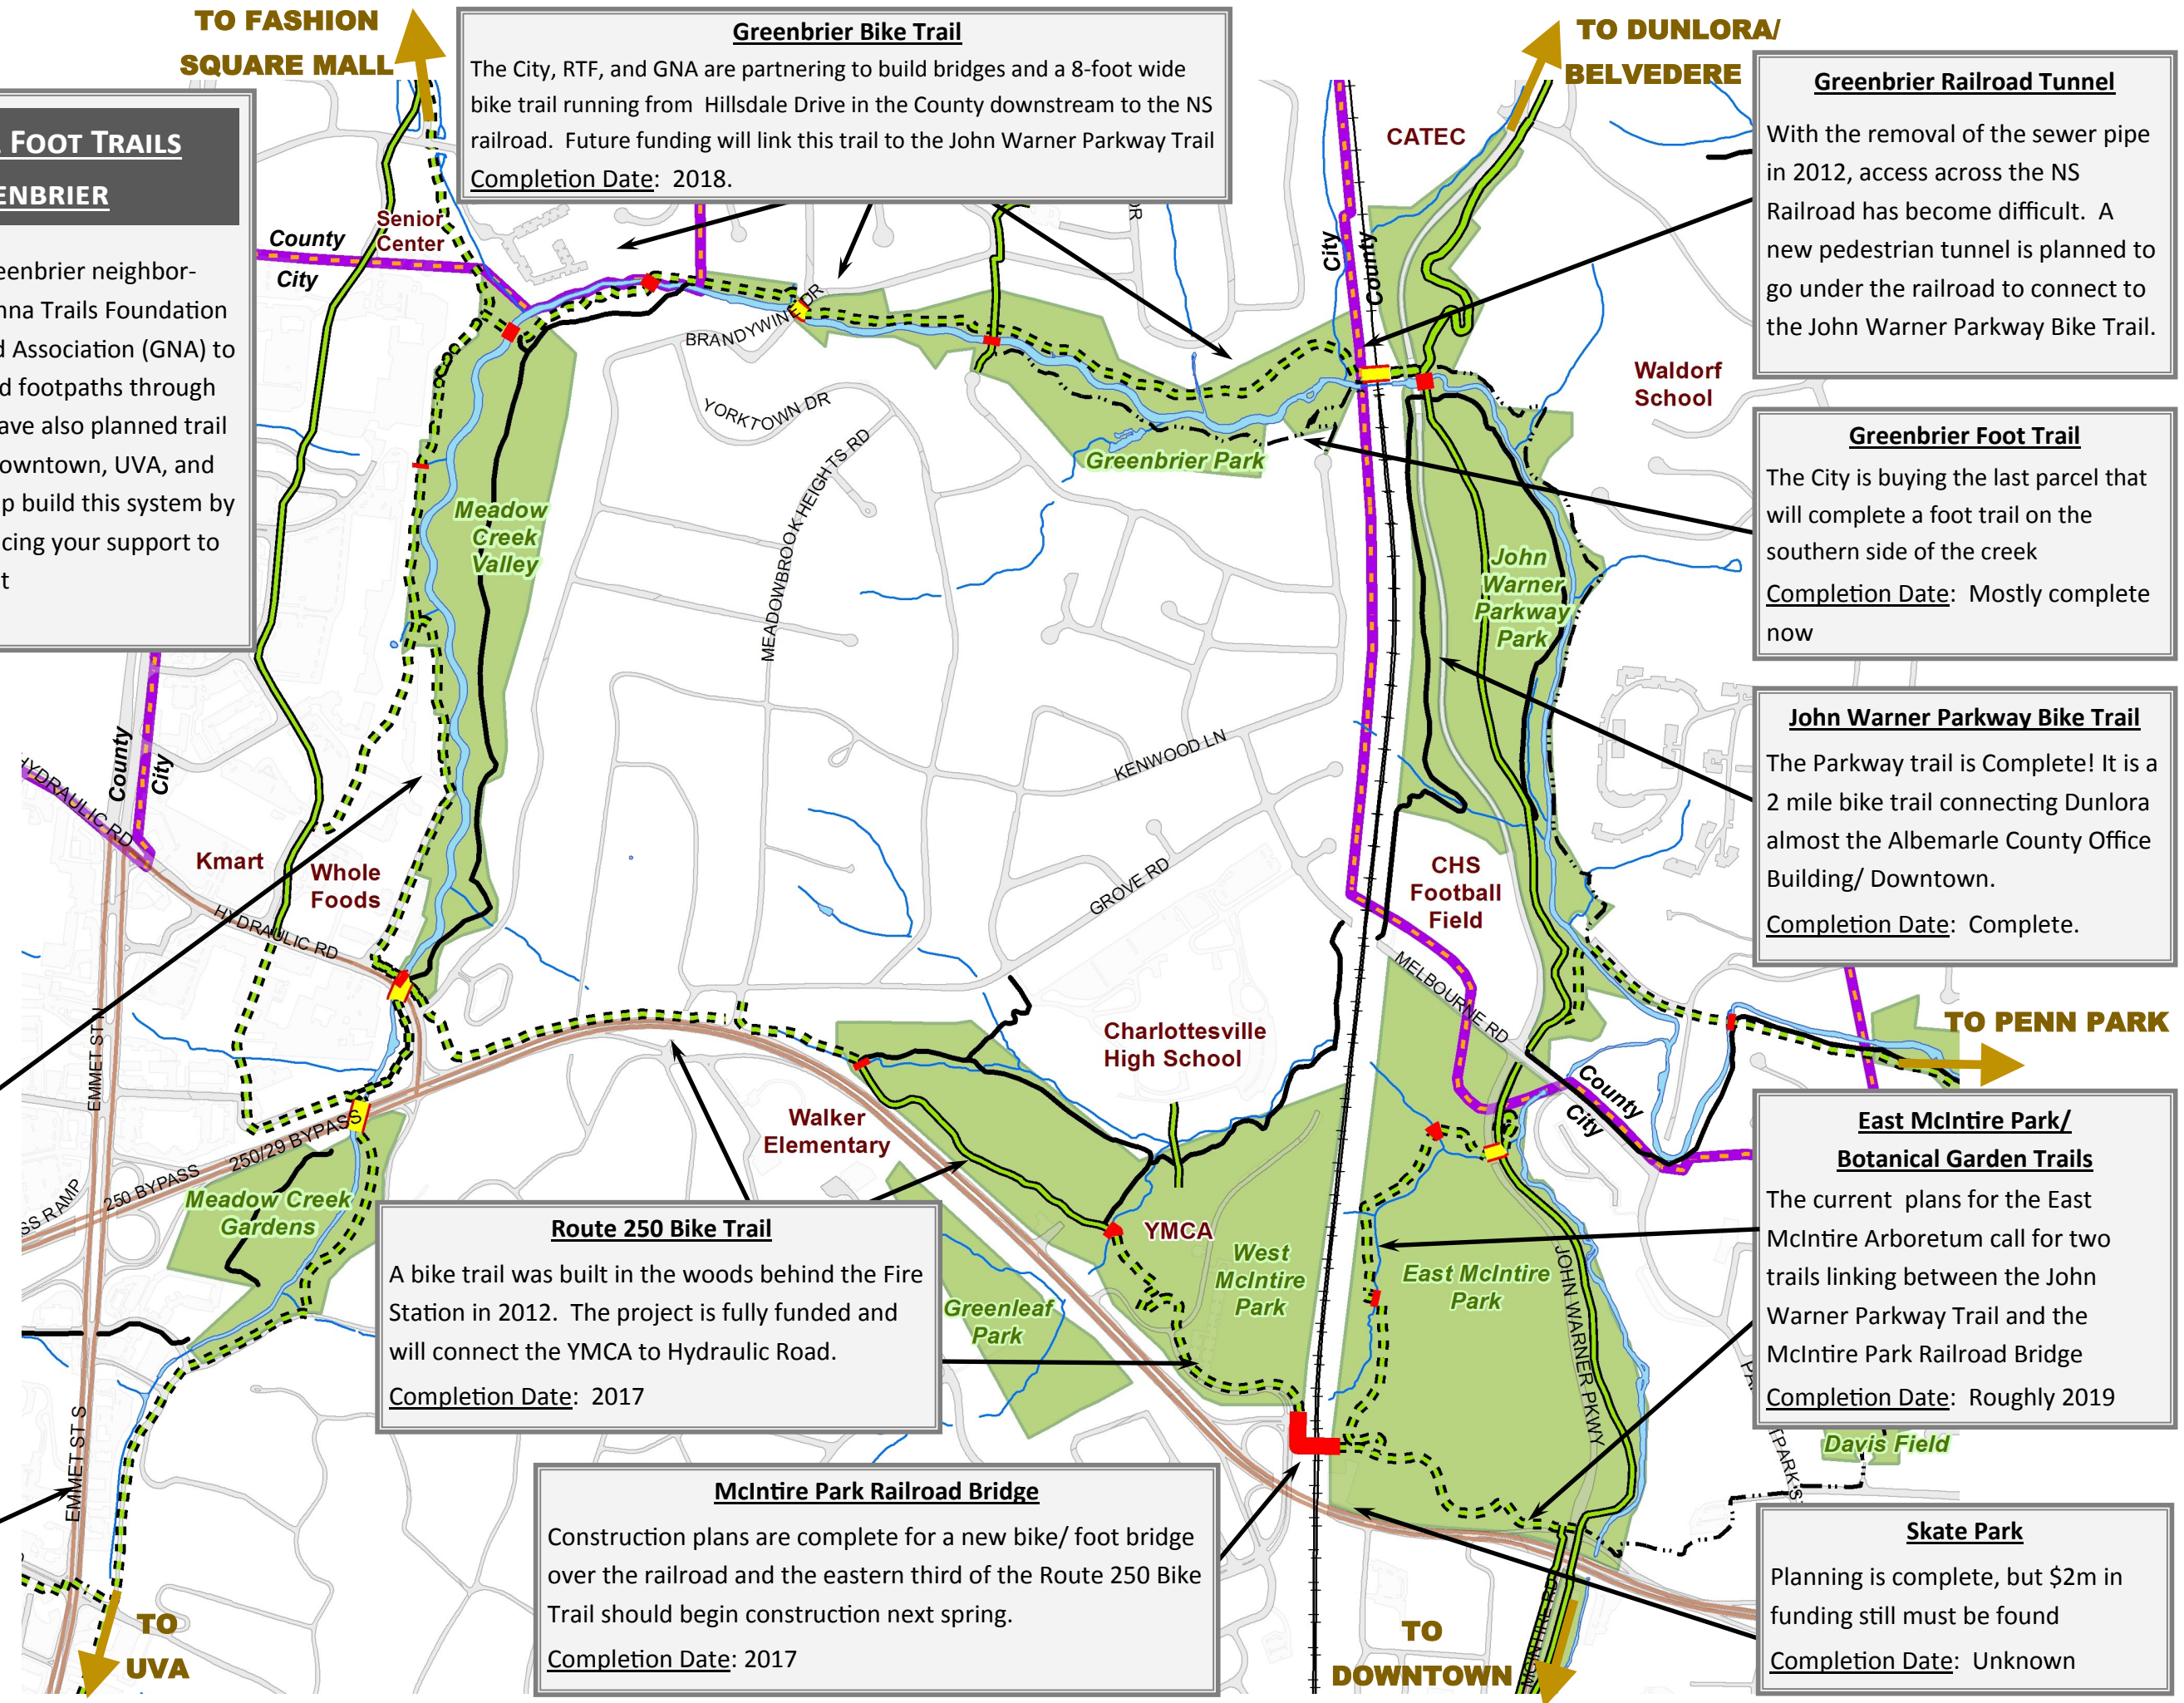 TO FASHION
SQUARE MALL
Greenbrier Bike Trail
The City, RTF, and GNA are partnering to build bridges and a 8-foot wide
bike trail running from Hillsdale Drive in the County downstream to the NS
railroad. Future funding will link this trail to the John Warner Parkway Trail
Completion Date: 2018.
TO DUNLORA/
BELVEDERE
Greenbrier Railroad Tunnel
With the removal of the sewer pipe
in 2012, access across the NS
Railroad has become difficult. A
new pedestrian tunnel is planned to
go under the railroad to connect to
the John Warner Parkway Bike Trail.
FOOT TRAILS
ENBRIER
eenbrier neighbor-
nna Trails Foundation
d Association (GNA) to
d footpaths through
ave also planned trail
owntown, UVA, and
p build this system by
cing your support to
t
CATEC
Senior
Center
County
City
City
County
DR
BRANDYWINE DR
YORKTOWN DR
MEADOWBROOK HEIGHTS RD
Greenbrier Park
Waldorf
School
Greenbrier Foot Trail
The City is buying the last parcel that
will complete a foot trail on the
southern side of the creek
Completion Date: Mostly complete
now
Meadow
Creek
Valley
John
Warner
Parkway
Park
John Warner Parkway Bike Trail
The Parkway trail is Complete! It is a
2 mile bike trail connecting Dunlora
almost the Albemarle County Office
Building/ Downtown.
Completion Date: Complete.
County
City
HYDRAULIC RD
KENWOOD LN
Kmart
Whole
Foods
HYDRAULIC RD
GROVE RD
CHS
Football
Field
MELBOURNE RD
EMMET ST N
Charlottesville
High School
TO PENN PARK
County
City
Walker
Elementary
250/29 BYPASS
250 BYPASS
SS RAMP
Meadow Creek
Gardens
East McIntire Park/
Botanical Garden Trails
The current plans for the East
McIntire Arboretum call for two
trails linking between the John
Warner Parkway Trail and the
McIntire Park Railroad Bridge
Completion Date: Roughly 2019
Route 250 Bike Trail
A bike trail was built in the woods behind the Fire
Station in 2012. The project is fully funded and
will connect the YMCA to Hydraulic Road.
Completion Date: 2017
YMCA
West
McIntire
Park
East McIntire
Park
Greenleaf
Park
JOHN WARNER PKWY
EMMET ST S
Davis Field
McIntire Park Railroad Bridge
Construction plans are complete for a new bike/ foot bridge
over the railroad and the eastern third of the Route 250 Bike
Trail should begin construction next spring.
Completion Date: 2017
Skate Park
Planning is complete, but $2m in
funding still must be found
Completion Date: Unknown
MCINTIRE RD
TO
UVA
TO
DOWNTOWN